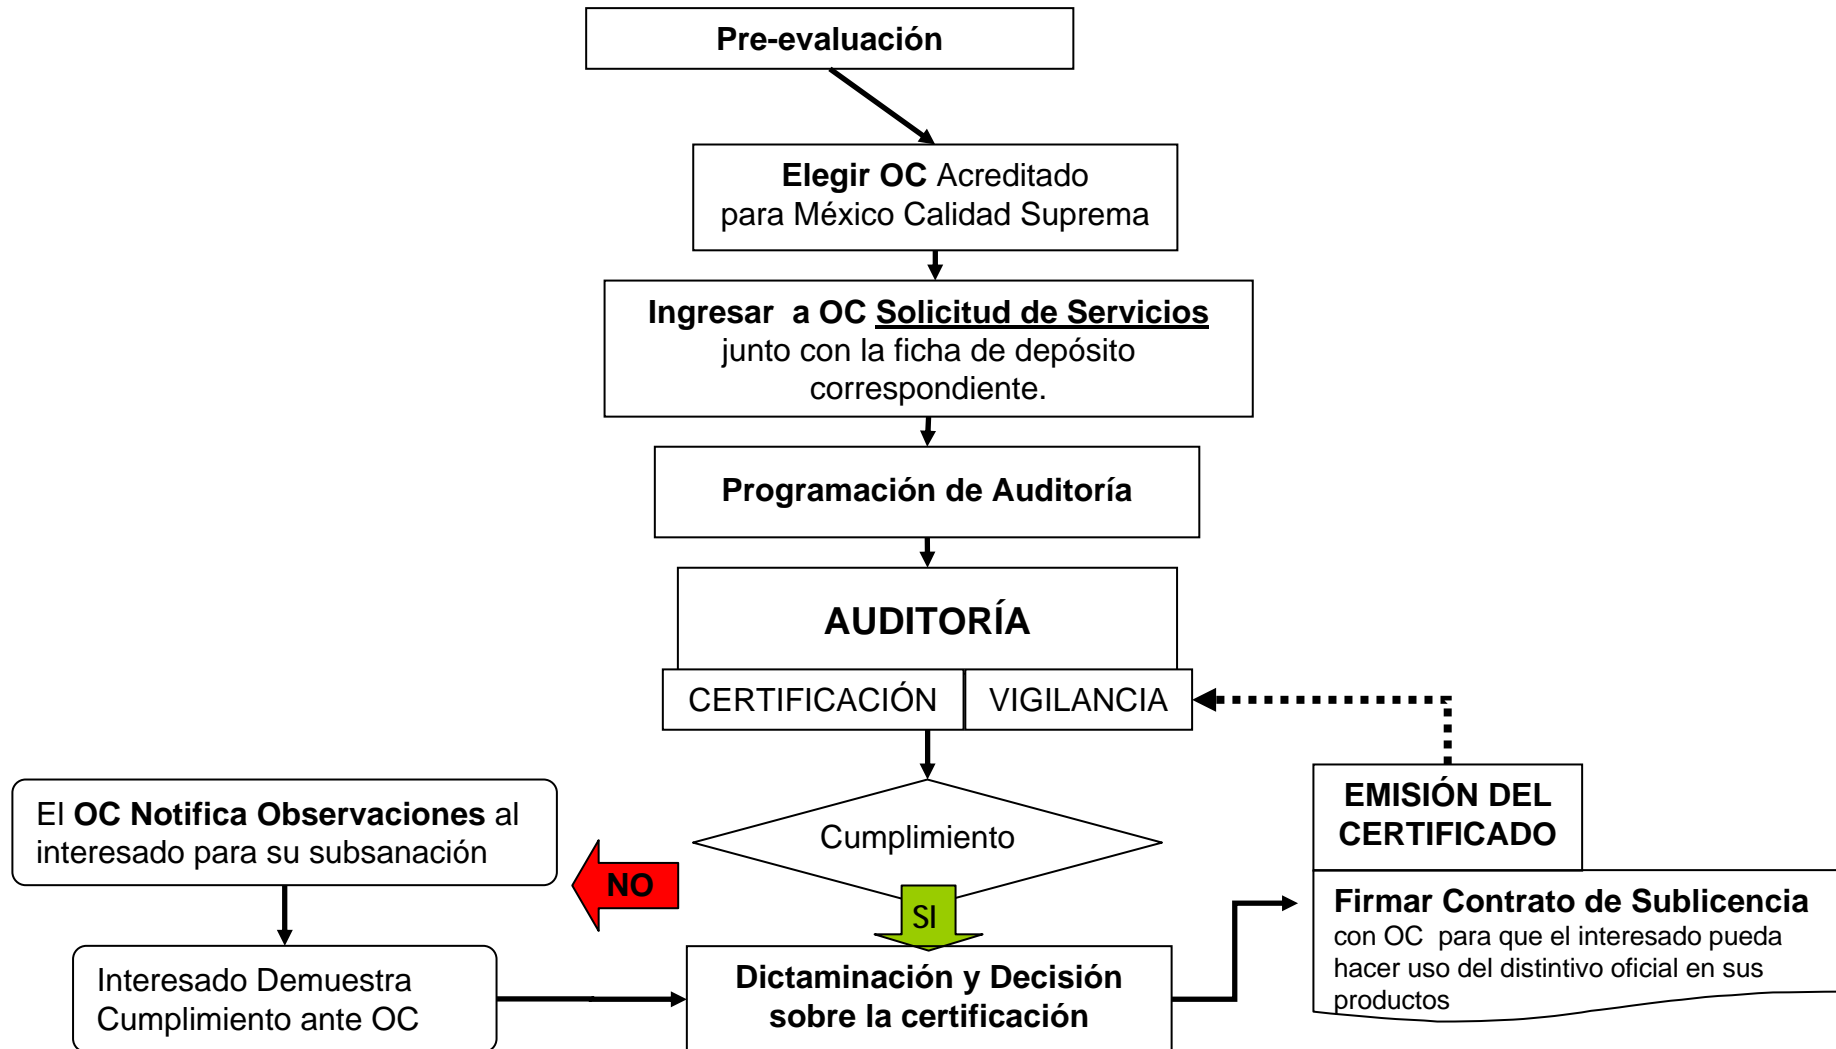 Pre-evaluación
Elegir OC Acreditado
para México Calidad Suprema
Ingresar  a OC Solicitud de Servicios
junto con la ficha de depósito
correspondiente.
Programación de Auditoría
AUDITORÍA
CERTIFICACIÓN
VIGILANCIA
Cumplimiento
NO
SI
El OC Notifica Observaciones al
interesado para su subsanación
Interesado Demuestra
Cumplimiento ante OC
Dictaminación y Decisión
sobre la certificación
EMISIÓN DEL
CERTIFICADO
Firmar Contrato de Sublicencia
con OC  para que el interesado pueda
hacer uso del distintivo oficial en sus
productos